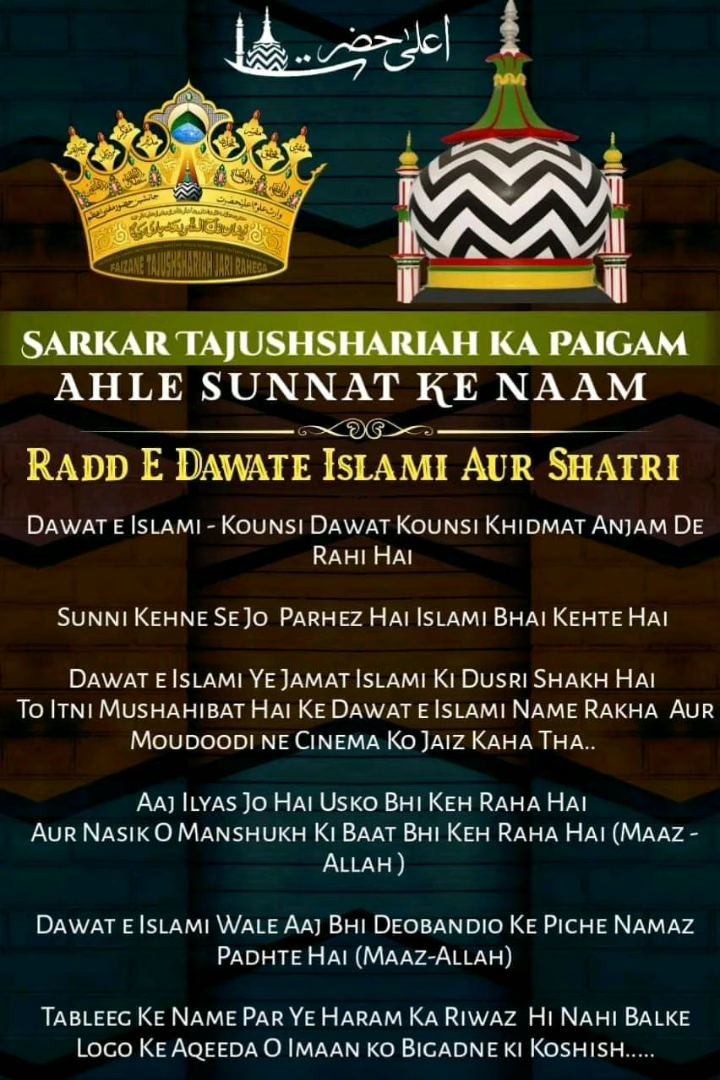 اعلیٰ حضرت
FAIZANE TAJUSHSHARIAH JARI RAHEGA
SARKAR TAJUSHSHARIAH KA PAIGAM
AHLE SUNNAT KE NAAM
RADD E DAWATE ISLAMI AUR SHATRI
DAWAT E ISLAMI - KOUNSI DAWAT KOUNSI KHIDMAT ANJAM DE
RAHI HAI
SUNNI KEHNE SE JO PARHEZ HAI ISLAMI BHAI KEHTE HAI
DAWAT E ISLAMI YE JAMAT ISLAMI KI DUSRI SHAKH HAI
TO ITNI MUSHAHIBAT HAI KE DAWAT E ISLAMI NAME RAKHA AUR
MOUDOODI NE CINEMA KO JAIZ KAHA THA..
AAJ ILYAS JO HAI USKO BHI KEH RAHA HAI
AUR NASIK O MANSHUKH KI BAAT BHI KEH RAHA HAI (MAAZ -
ALLAH )
DAWAT E ISLAMI WALE AAJ BHI DEOBANDIO KE PICHE NAMAZ
PADHTE HAI (MAAZ-ALLAH)
TABLEEG KE NAME PAR YE HARAM KA RIWAZ HI NAHI BALKE
LOGO KE AQEEDA O IMAAN KO BIGADNE KI KOSHISH.....